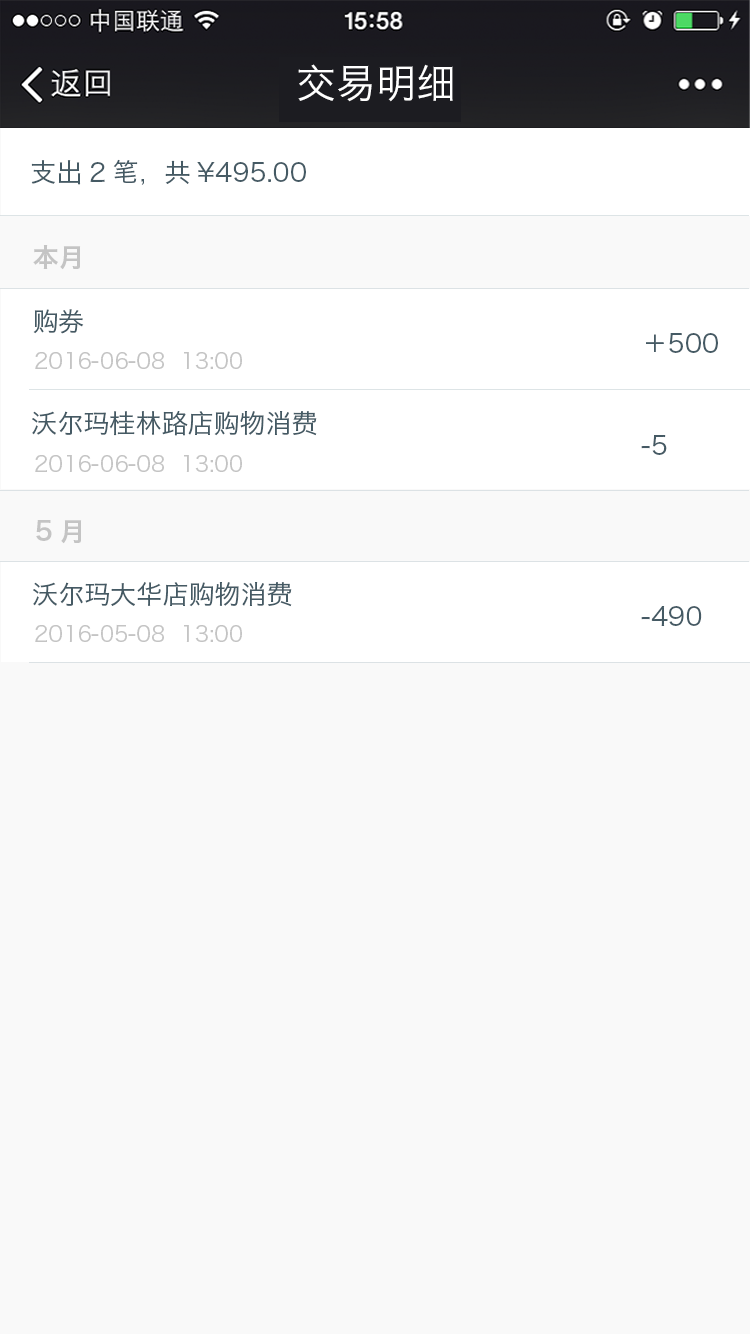 中国联通 15:58
返回 交易明细
支出 2 笔，共 ¥495.00
本月
购券
+500
2016-06-08 13:00
沃尔玛桂林路店购物消费
-5
2016-06-08 13:00
5 月
沃尔玛大华店购物消费
-490
2016-05-08 13:00